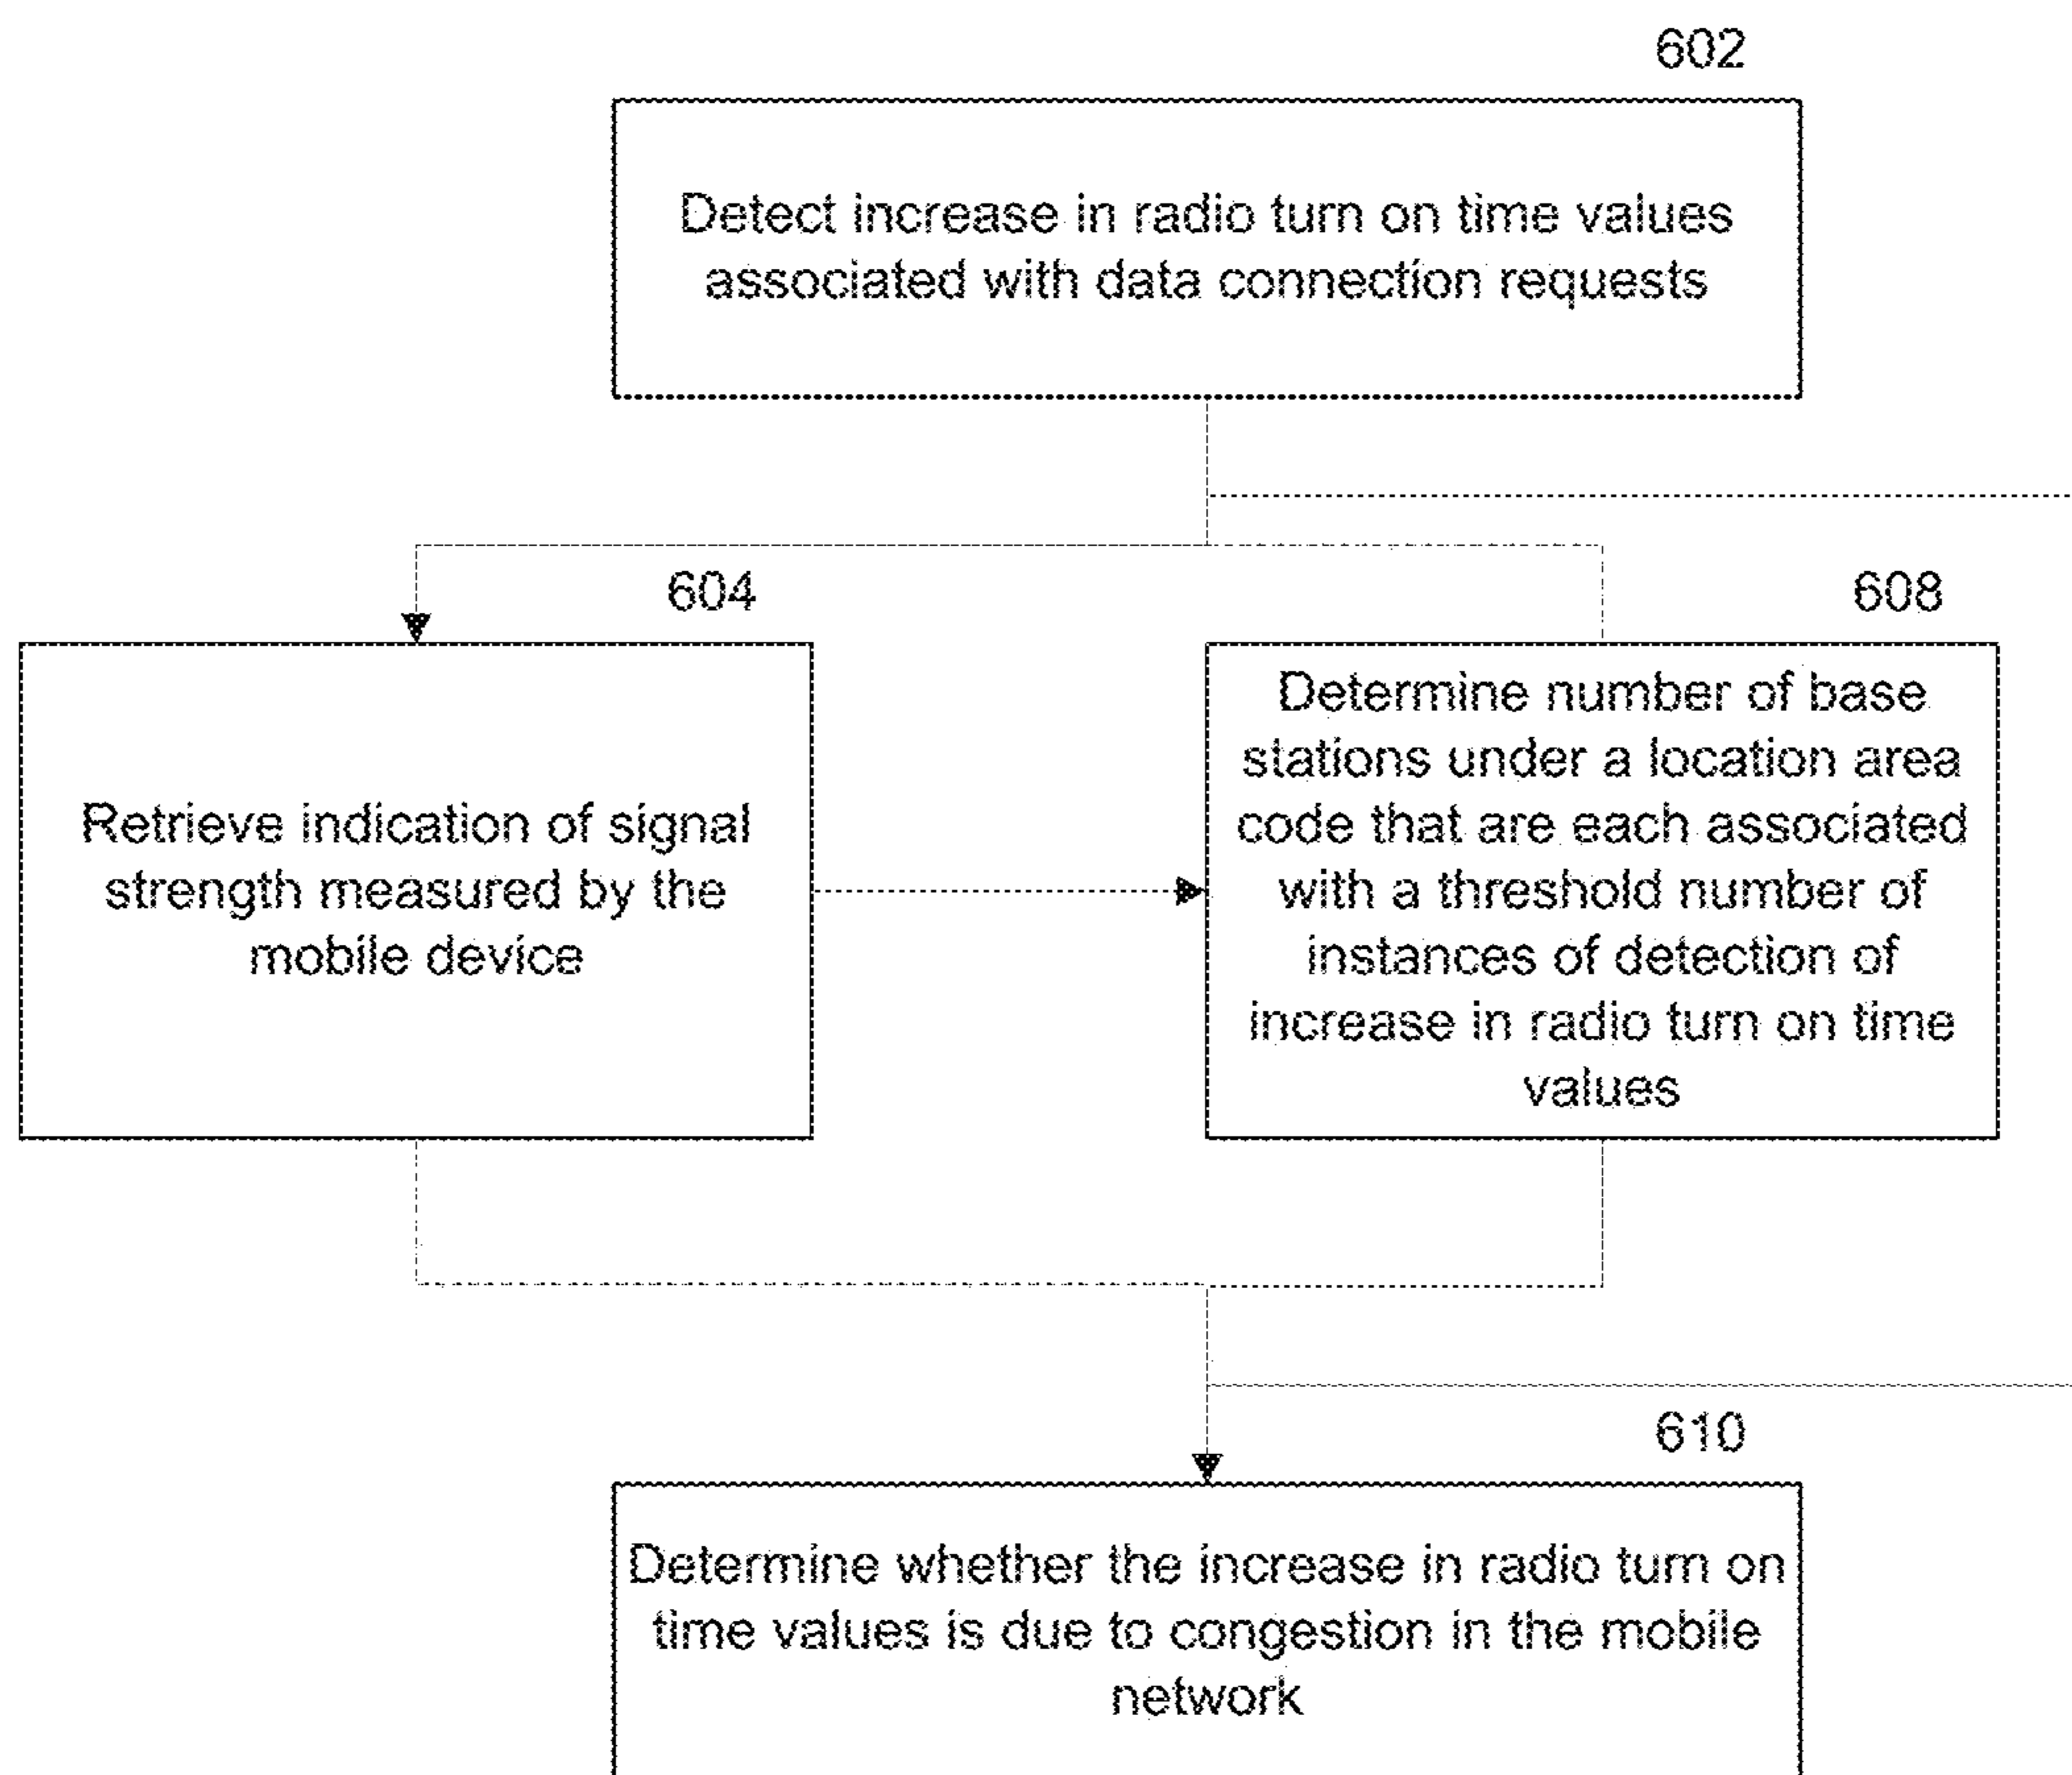 602
Detect increase in radio turn on time values
associated with data connection requests
604
Retrieve indication of signal
strength measured by the
mobile device
608
Determine number of base
stations under a location area
code that are each associated
with a threshold number of
instances of detection of
increase in radio turn on time
values
610
Determine whether the increase in radio turn on
time values is due to congestion in the mobile
network